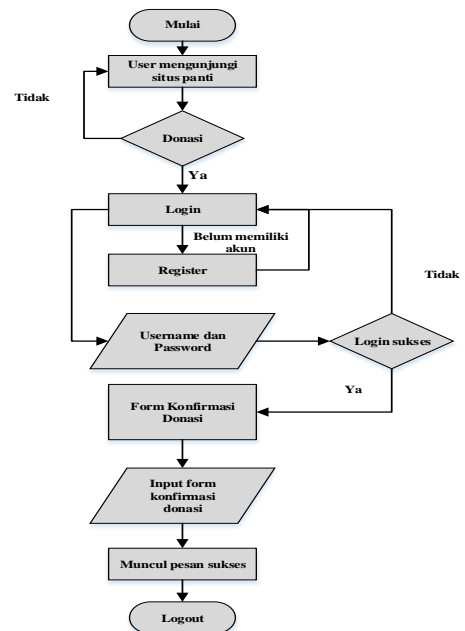 Mulai
User mengunjungi
situs panti
Tidak
Donasi
Ya
Login
Belum memiliki
akun
Register
Tidak
Username dan
Password
Login sukses
Ya
Form Konfirmasi
Donasi
Input form
konfirmasi
donasi
Muncul pesan sukses
Logout